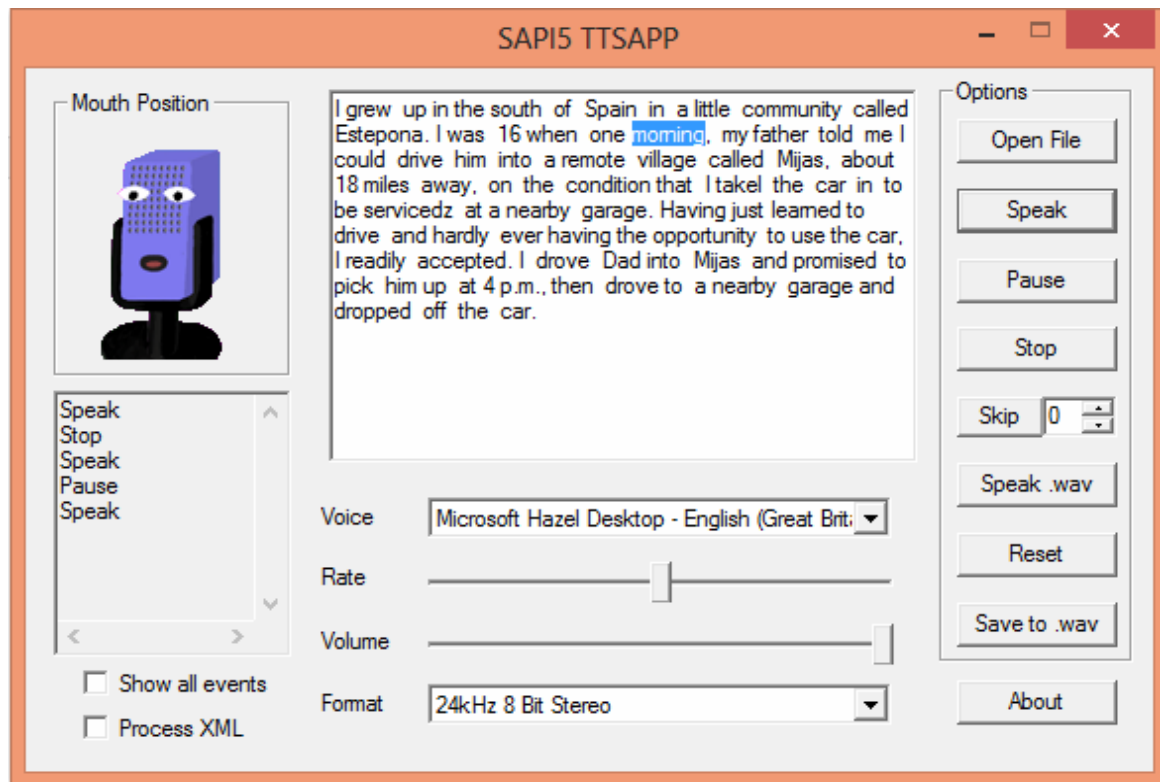 SAPI5 TTSAPP
Mouth Position
I grew up in the south of Spain in a little community called
Estepona. I was 16 when one morning, my father told me I
could drive him into a remote village called Mijas, about
18 miles away, on the condition that I takel the car in to
be servicedz at a nearby garage. Having just learned to
drive and hardly ever having the opportunity to use the car,
I readily accepted. I drove Dad into Mijas and promised to
pick him up at 4 p.m., then drove to a nearby garage and
dropped off the car.
Speak
Stop
Speak
Pause
Speak
Show all events
Process XML
Voice Microsoft Hazel Desktop - English (Great Brit
Rate
Volume
Format 24kHz 8 Bit Stereo
Options
Open File
Speak
Pause
Stop
Skip 0
Speak .wav
Reset
Save to .wav
About